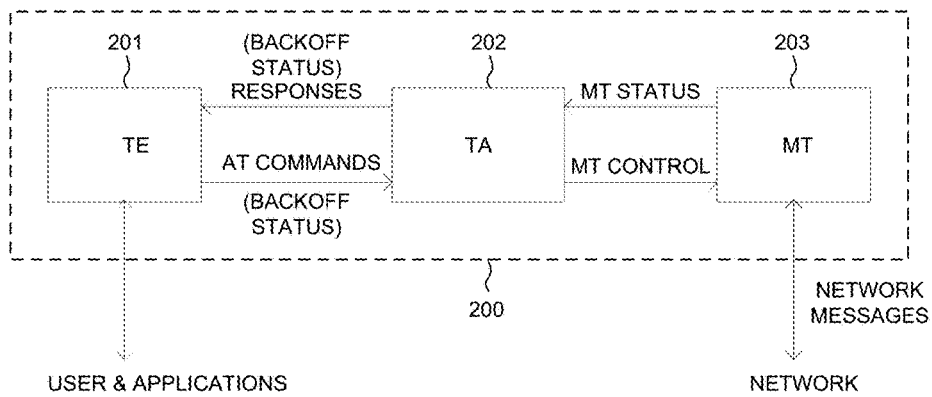 201
(BACKOFF
STATUS)
RESPONSES
202
203
MT STATUS
TE
TA
MT
AT COMMANDS
(BACKOFF
STATUS)
MT CONTROL
200
NETWORK
MESSAGES
USER & APPLICATIONS
NETWORK